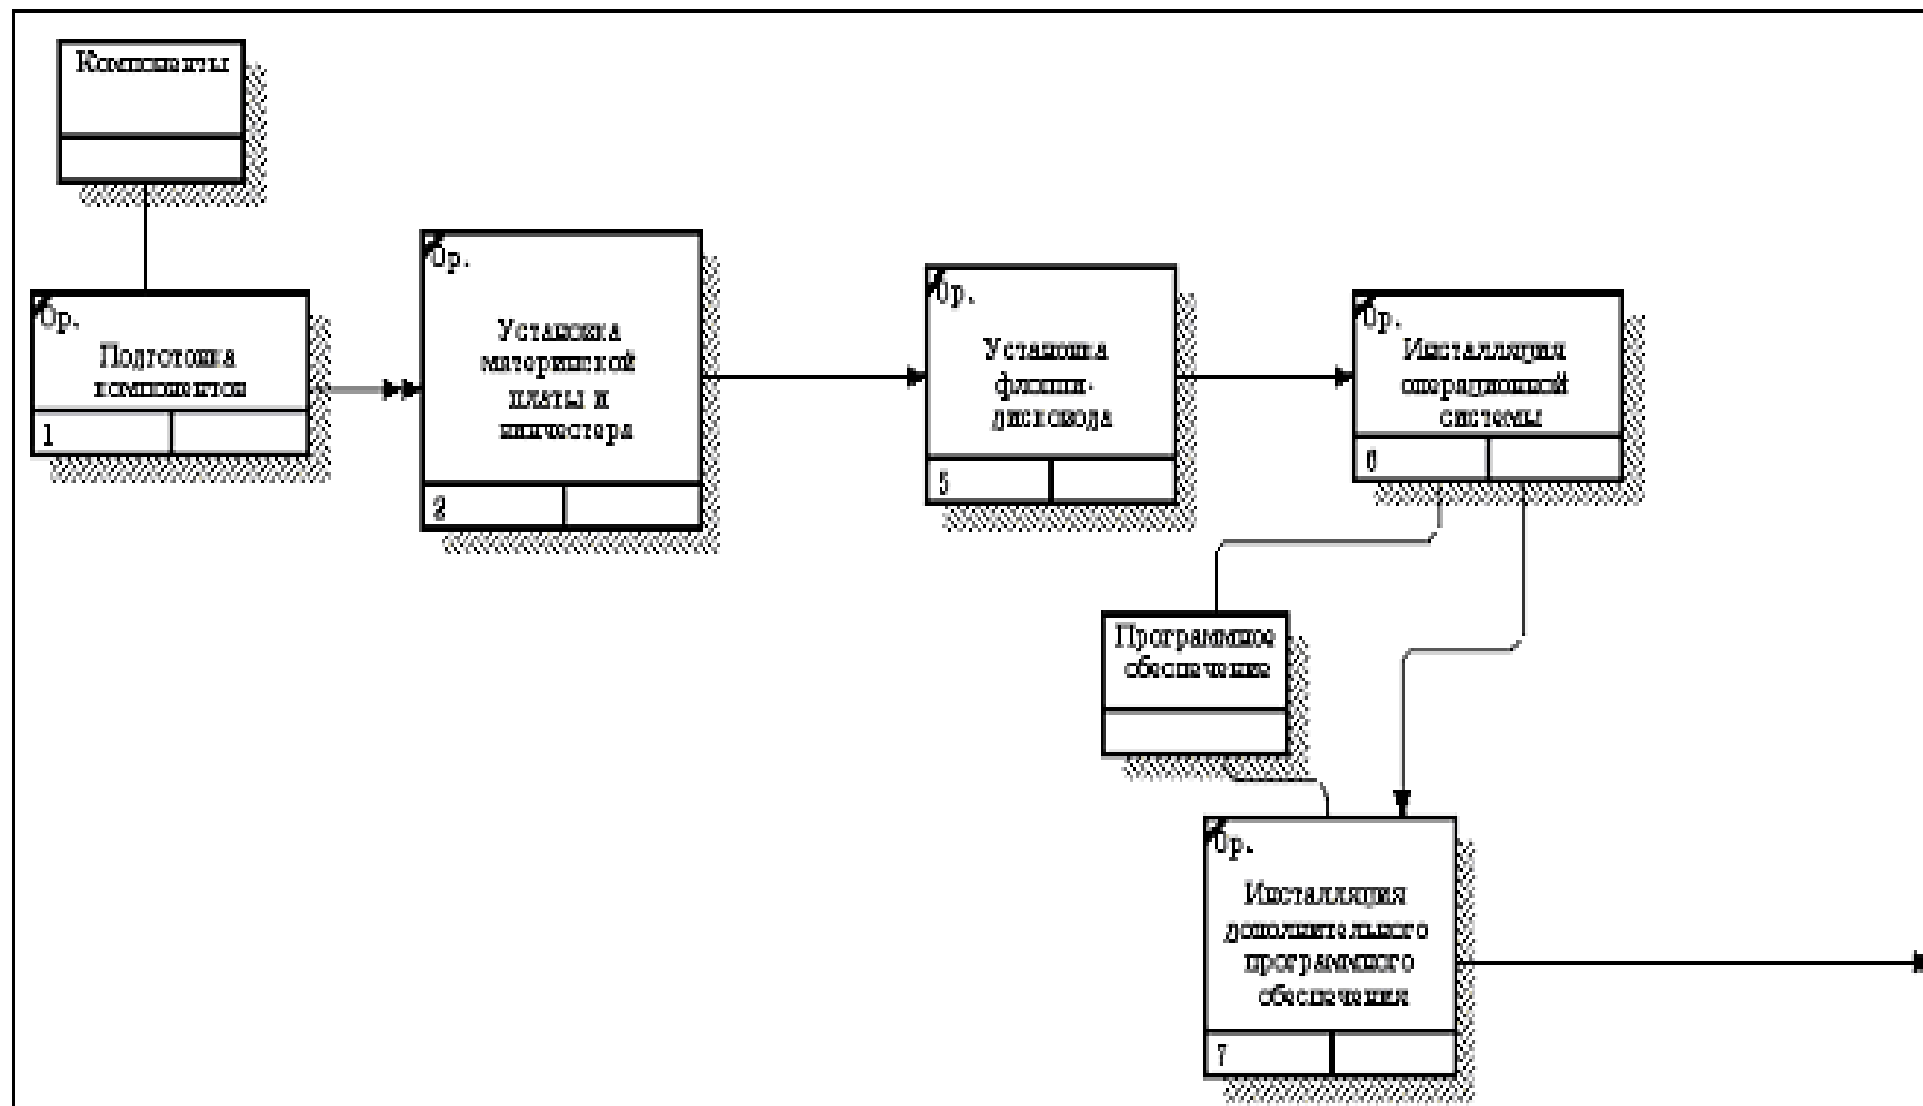 Компоненты
0р.
Подготовка
компонентов
1
0р.
Установка
материнской
платы и
винчестера
2
0р.
Установка
флоппи-
дисковода
5
0р.
Инсталляция
операционной
системы
6
Программное
обеспечение
0р.
Инсталляция
дополнительного
программного
обеспечения
7